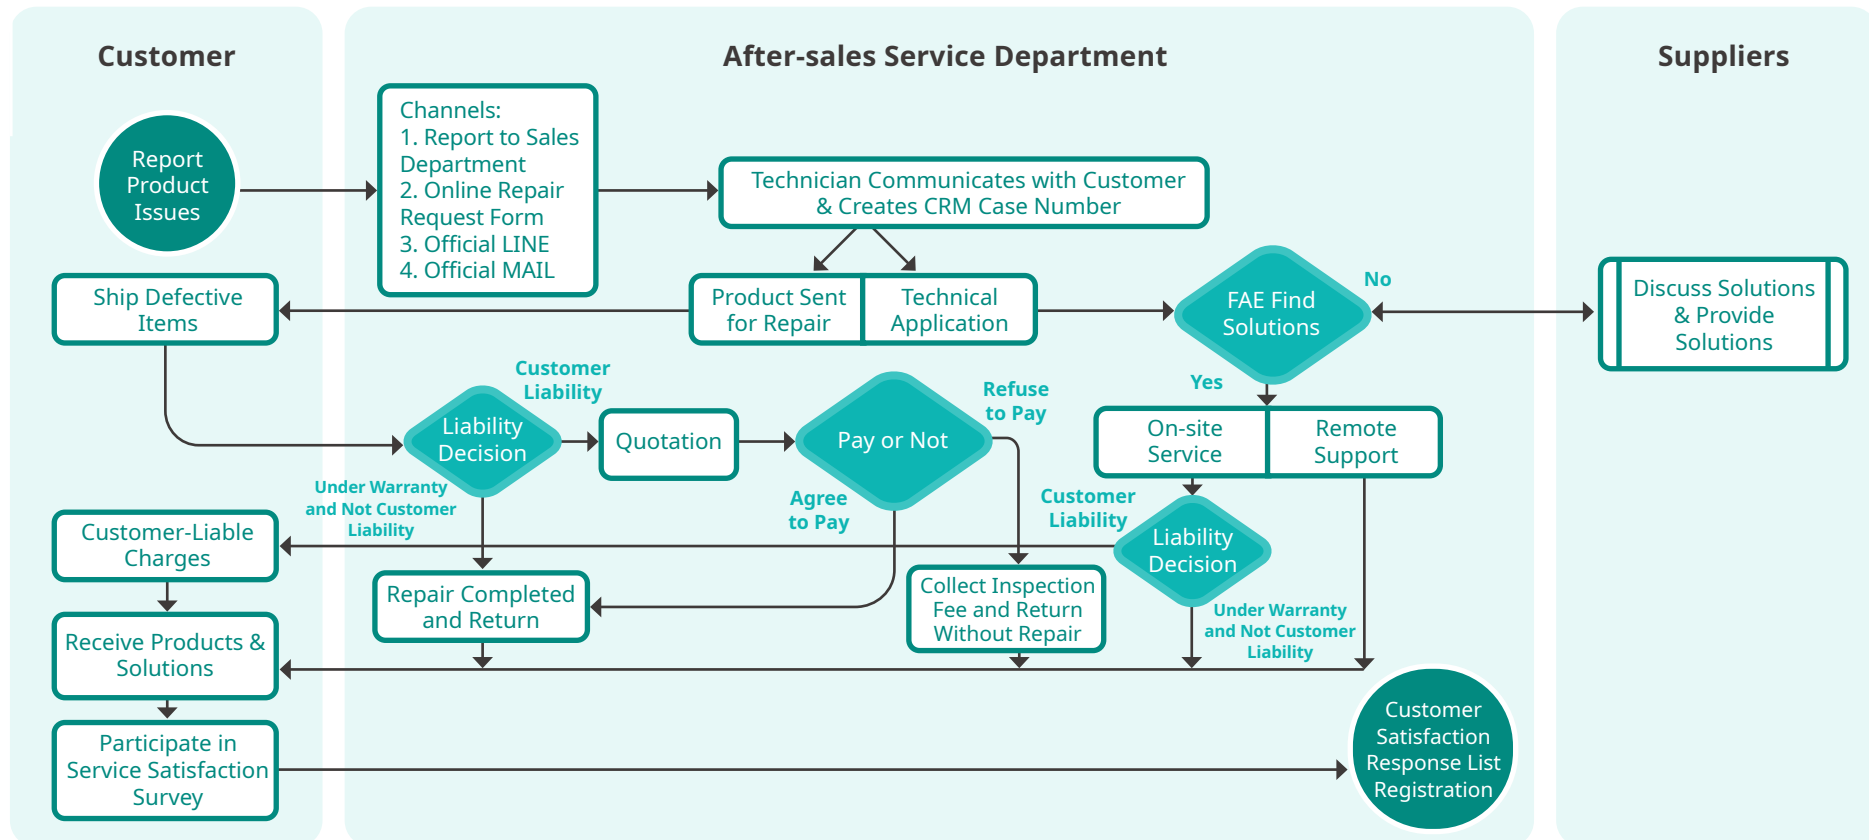 Customer
After-sales Service Department
Suppliers
Report
Product
Issues
Channels:
1. Report to Sales
Department
2. Online Repair
Request Form
3. Official LINE
4. Official MAIL
Technician Communicates with Customer
& Creates CRM Case Number
Ship Defective
Items
Product Sent
for Repair
Technical
Application
FAE Find
Solutions
No
Discuss Solutions
& Provide
Solutions
Yes
Customer
Liability
Liability
Decision
Quotation
Pay or Not
Refuse
to Pay
On-site
Service
Remote
Support
Under Warranty
and Not Customer
Liability
Agree
to Pay
Customer
Liability
Liability
Decision
Customer-Liable
Charges
Repair Completed
and Return
Collect Inspection
Fee and Return
Without Repair
Under Warranty
and Not Customer
Liability
Receive Products &
Solutions
Participate in
Service Satisfaction
Survey
Customer
Satisfaction
Response List
Registration